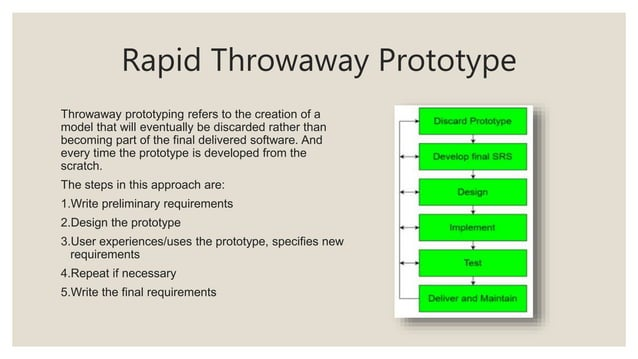 Rapid Throwaway Prototype
Throwaway prototyping refers to the creation of a
model that will eventually be discarded rather than
becoming part of the final delivered software. And
every time the prototype is developed from the
scratch.
The steps in this approach are:
1.Write preliminary requirements
2.Design the prototype
3.User experiences/uses the prototype, specifies new
requirements
4.Repeat if necessary
5.Write the final requirements
Discard Prototype
Develop final SRS
Design
Implement
Test
Deliver and Maintain